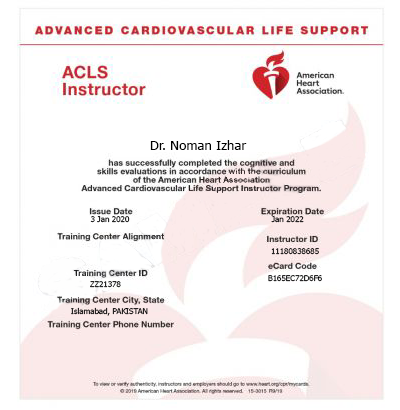 ADVANCED CARDIOVASCULAR LIFE SUPPORT
ACLS
Instructor
American
Heart
Association.
Dr. Noman Izhar
has successfully completed the cognitive and
skills evaluations in accordance with the curriculum
of the American Heart Association
Advanced Cardiovascular Life Support Instructor Program.
Issue Date
3 Jan 2020
Expiration Date
Jan 2022
Training Center Alignment
Instructor ID
11180838685
Training Center ID
ZZ21378
eCard Code
B165EC72D6F6
Training Center City, State
Islamabad, PAKISTAN
Training Center Phone Number
To view or verify authenticity, instructors and employers should go to www.heart.org/cpr/mycards.
© 2019 American Heart Association. All rights reserved. 15-3015 R9/19